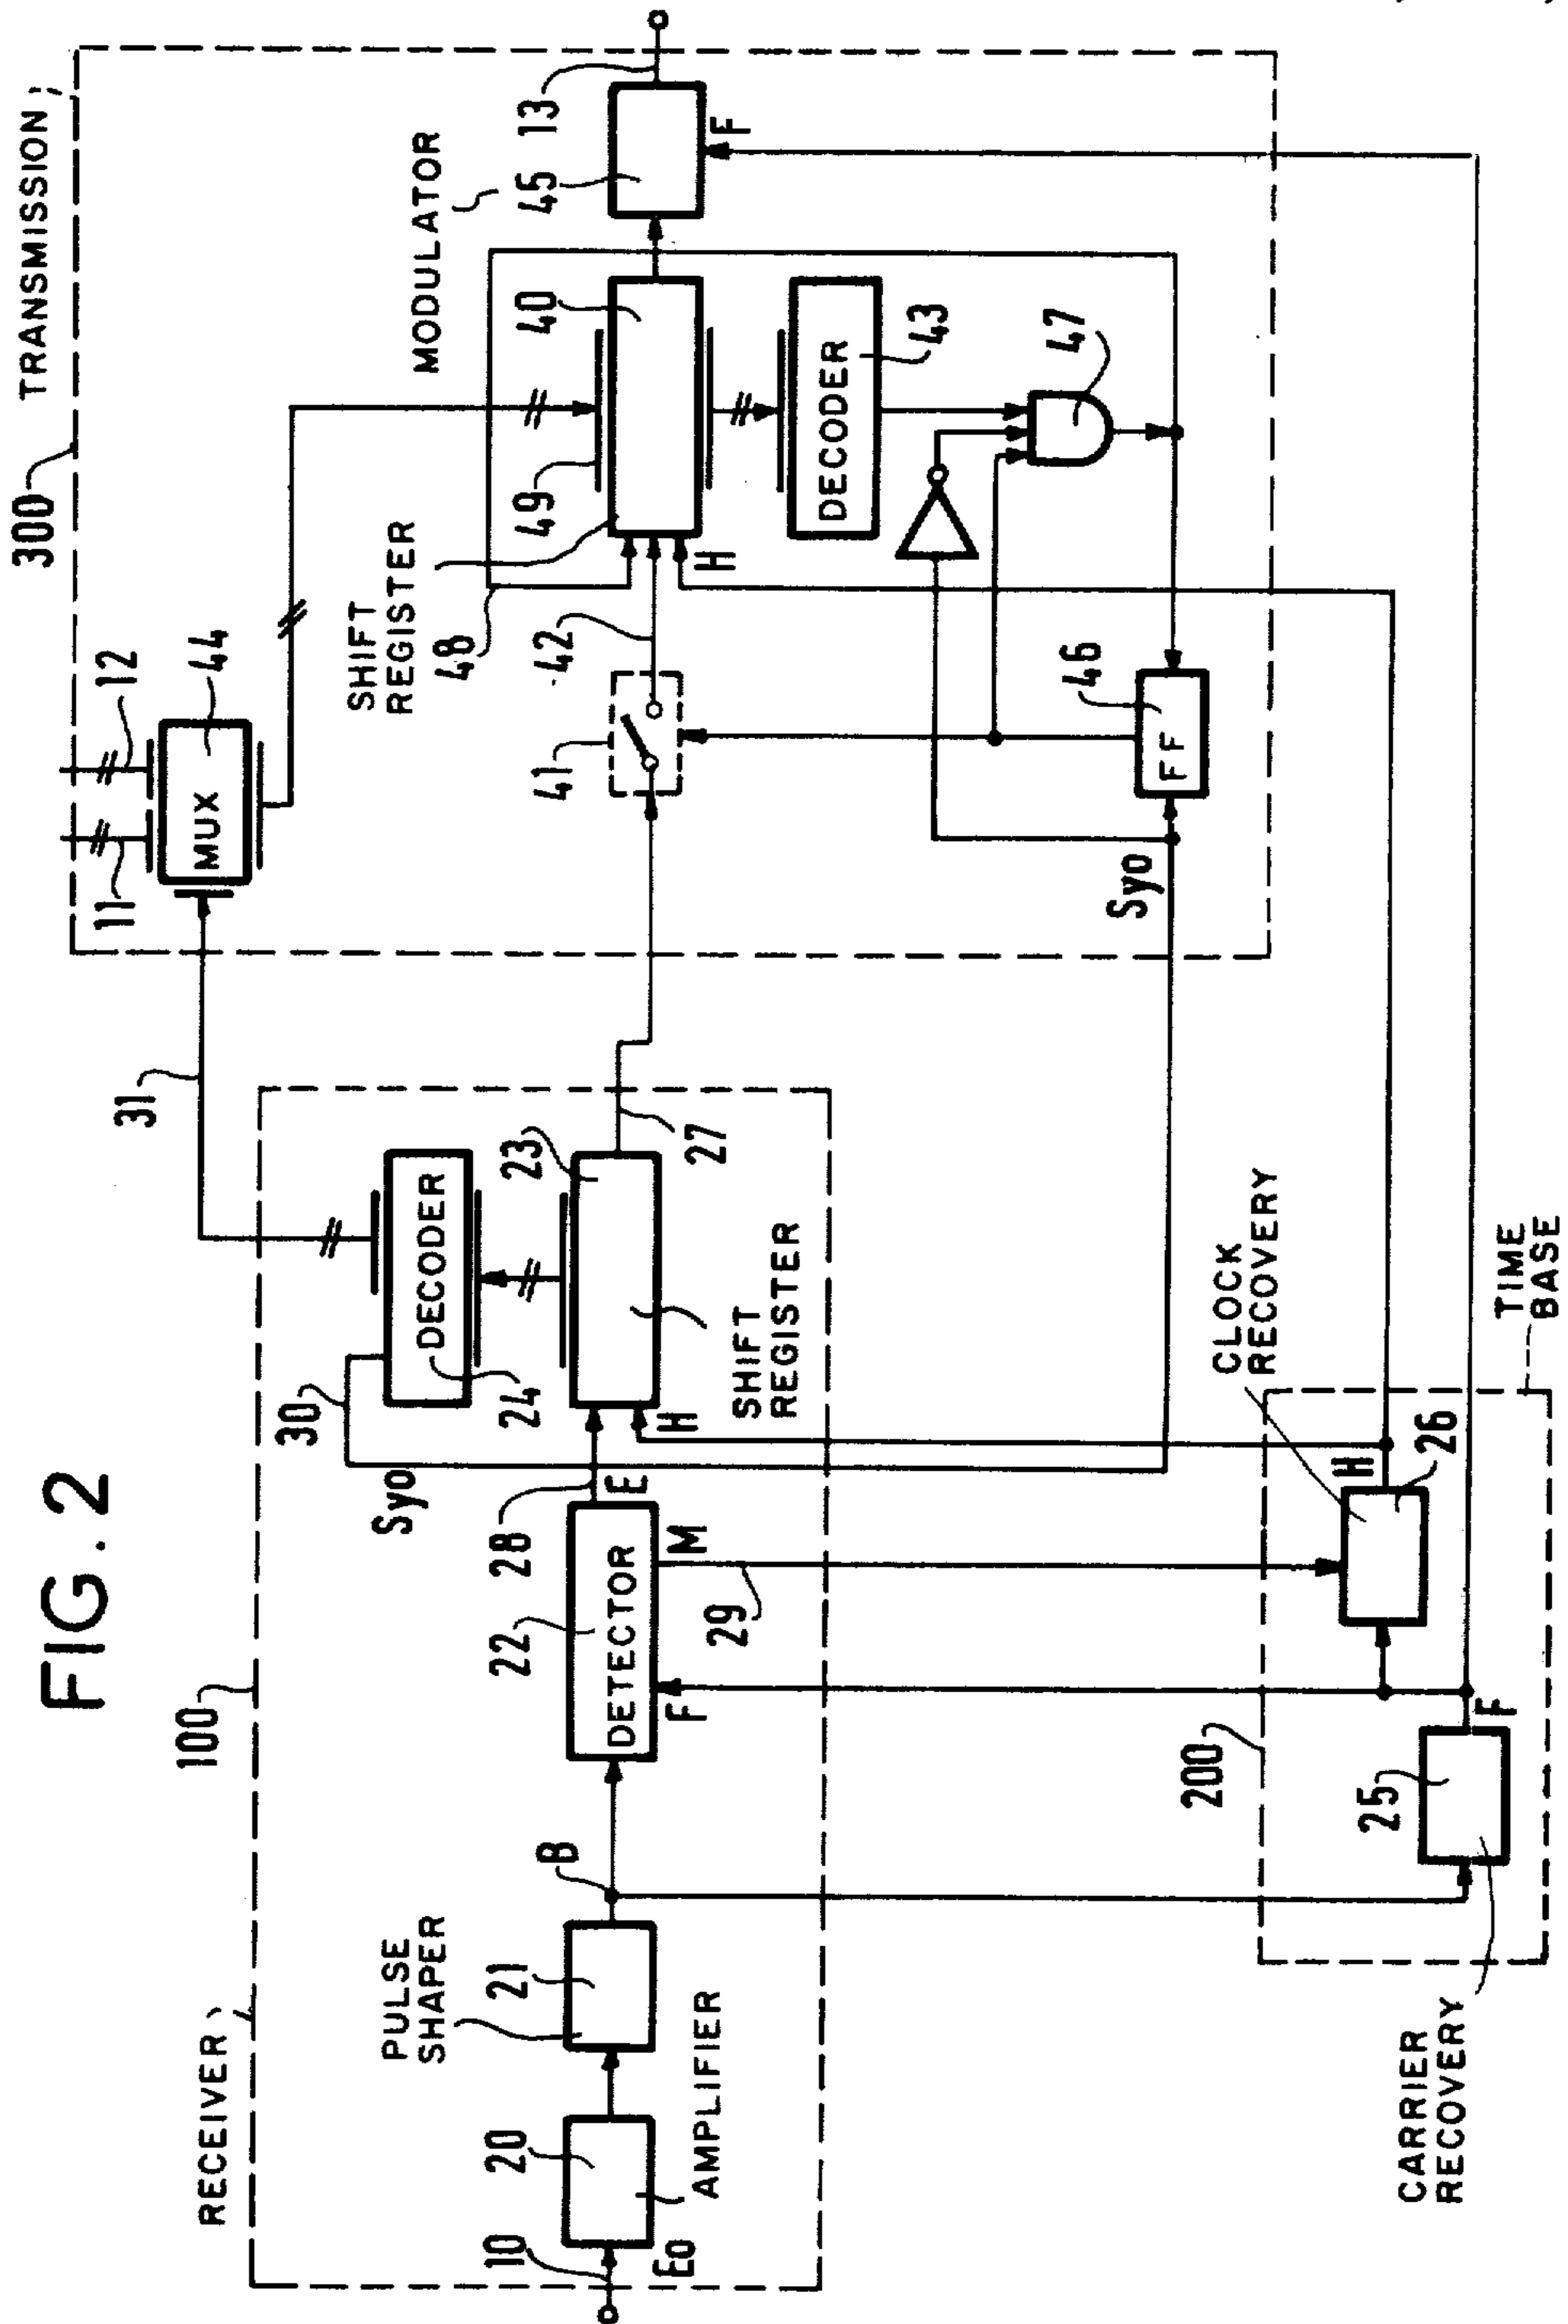 FIG. 2
RECEIVER
100
10
Eo
20
AMPLIFIER
PULSE
SHAPER
21
B
22
DETECTOR
F
M
29
28
E
Syo
30
24
DECODER
23
H
SHIFT
REGISTER
27
31
200
25
CARRIER
RECOVERY
F
H
26
CLOCK
RECOVERY
TIME
BASE
300
TRANSMISSION
11
12
MUX
44
41
42
48
SHIFT
REGISTER
49
40
H
MODULATOR
45
13
F
DECODER
43
47
46
FF
Syo